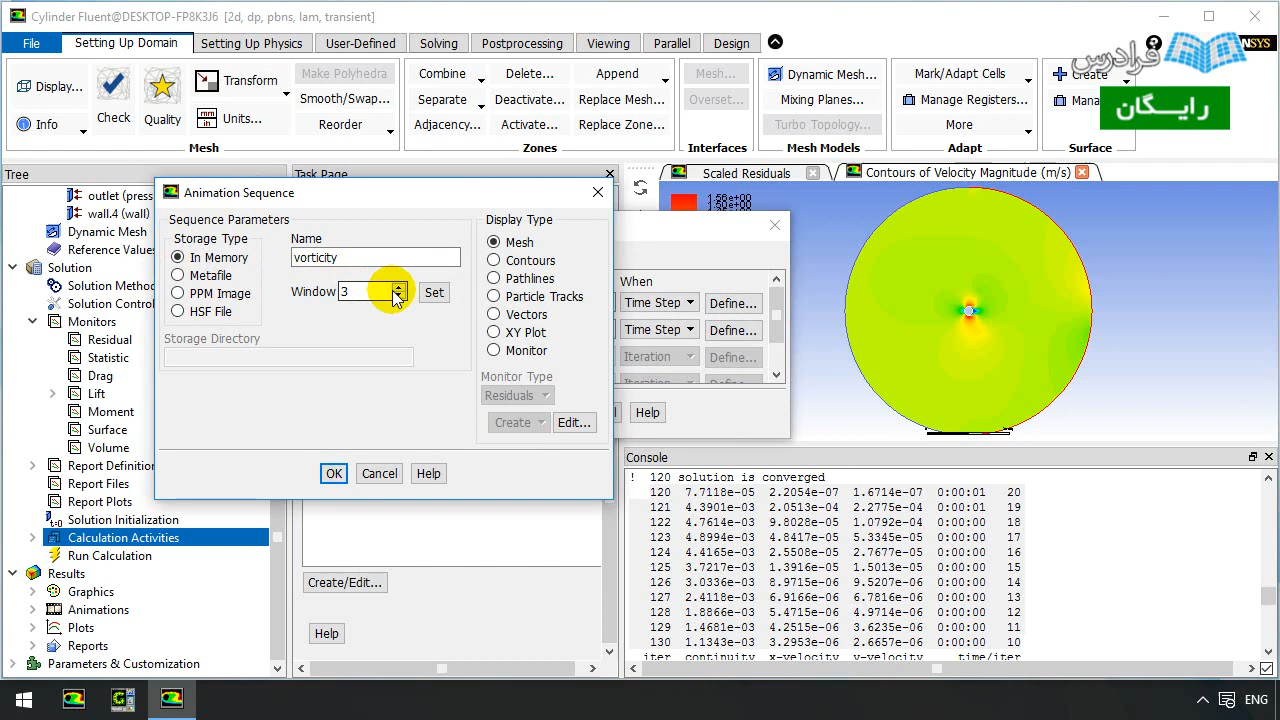 Cylinder Fluent@DESKTOP-FP8K3J6 [2d, dp, pbns, lam, transient]
File
Setting Up Domain
Setting Up Physics
User-Defined
Solving
Postprocessing
Viewing
Parallel
Design
NSYS
فرادرس
رایگان
Display...
Info
Check
Quality
Transform
Units...
Make Polyhedra
Smooth/Swap...
Reorder
Mesh
Combine
Delete...
Append
Separate
Deactivate...
Replace Mesh...
Adjacency...
Activate...
Replace Zone...
Zones
Mesh...
Overset...
Interfaces
Dynamic Mesh...
Mixing Planes...
Turbo Topology...
Mesh Models
Mark/Adapt Cells
Manage Registers...
More
Adapt
Create
Mana
Surface
Tree
outlet (press
wall.4 (wall)
Dynamic Mesh
Reference Values
Solution
Solution Methoc
Solution Contro
Monitors
Residual
Statistic
Drag
Lift
Moment
Surface
Volume
Report Definition
Report Files
Report Plots
Solution Initialization
Calculation Activities
Run Calculation
Results
Graphics
Animations
Plots
Reports
Parameters & Customization
Task Page
Animation Sequence
Sequence Parameters
Storage Type
In Memory
Metafile
PPM Image
HSF File
Name
vorticity
Window 3
Set
Storage Directory
Display Type
Mesh
Contours
Pathlines
Particle Tracks
Vectors
XY Plot
Monitor
Monitor Type
Residuals
Create
Edit...
OK
Cancel
Help
When
Time Step
Define...
Time Step
Define...
Iteration
Define...
Iteration
Help
Create/Edit...
Help
Scaled Residuals
Contours of Velocity Magnitude (m/s)
Console
! 120 solution is converged
120 7.7118e-05 2.2054e-07 1.6714e-07 0:00:01 20
121 4.3901e-03 2.0513e-04 2.2775e-04 0:00:01 19
122 4.7614e-03 9.8028e-05 1.0792e-04 0:00:00 18
123 4.8994e-03 4.8417e-05 5.3345e-05 0:00:00 17
124 4.4165e-03 2.5508e-05 2.7677e-05 0:00:00 16
125 3.7217e-03 1.3916e-05 1.5013e-05 0:00:00 15
126 3.0336e-03 8.9715e-06 9.5207e-06 0:00:00 14
127 2.4118e-03 6.9166e-06 6.7816e-06 0:00:00 13
128 1.8866e-03 5.4715e-06 4.9714e-06 0:00:00 12
129 1.4681e-03 4.2515e-06 3.6235e-06 0:00:00 11
130 1.1343e-03 3.2953e-06 2.6657e-06 0:00:00 10
iter continuity x-velocity y-velocity time/iter
ENG